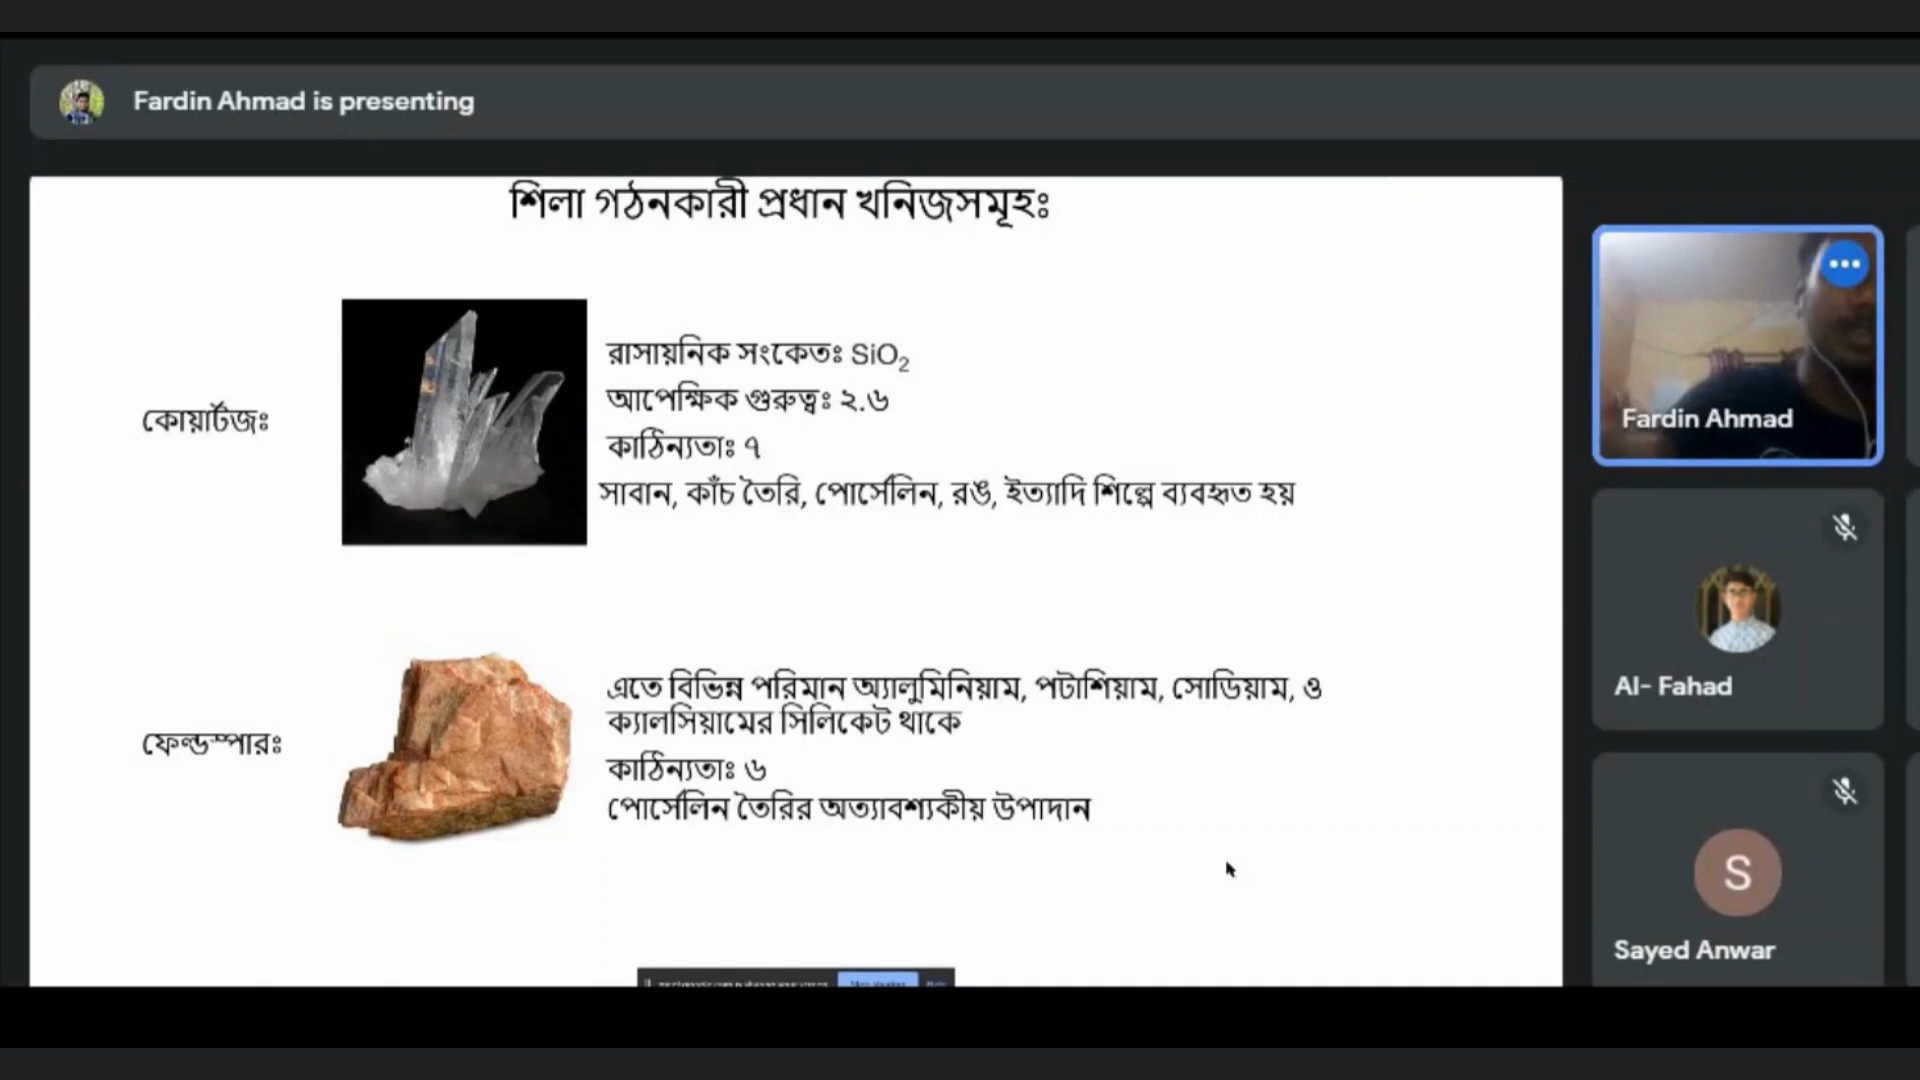 Fardin Ahmad is presenting
শিলা গঠনকারী প্রধান খনিজসমূহঃ
কোয়ার্টজঃ
রাসায়নিক সংকেতঃ SiO₂
আপেক্ষিক গুরুত্বঃ ২.৬
কাঠিন্যতাঃ ৭
সাবান, কাঁচ তৈরি, পোর্সেলিন, রঙ, ইত্যাদি শিল্পে ব্যবহৃত হয়
ফেল্ডস্পারঃ
এতে বিভিন্ন পরিমান অ্যালুমিনিয়াম, পটাশিয়াম, সোডিয়াম, ও
ক্যালসিয়ামের সিলিকেট থাকে
কাঠিন্যতাঃ ৬
পোর্সেলিন তৈরির অত্যাবশ্যকীয় উপাদান
Fardin Ahmad
Al- Fahad
S
Sayed Anwar